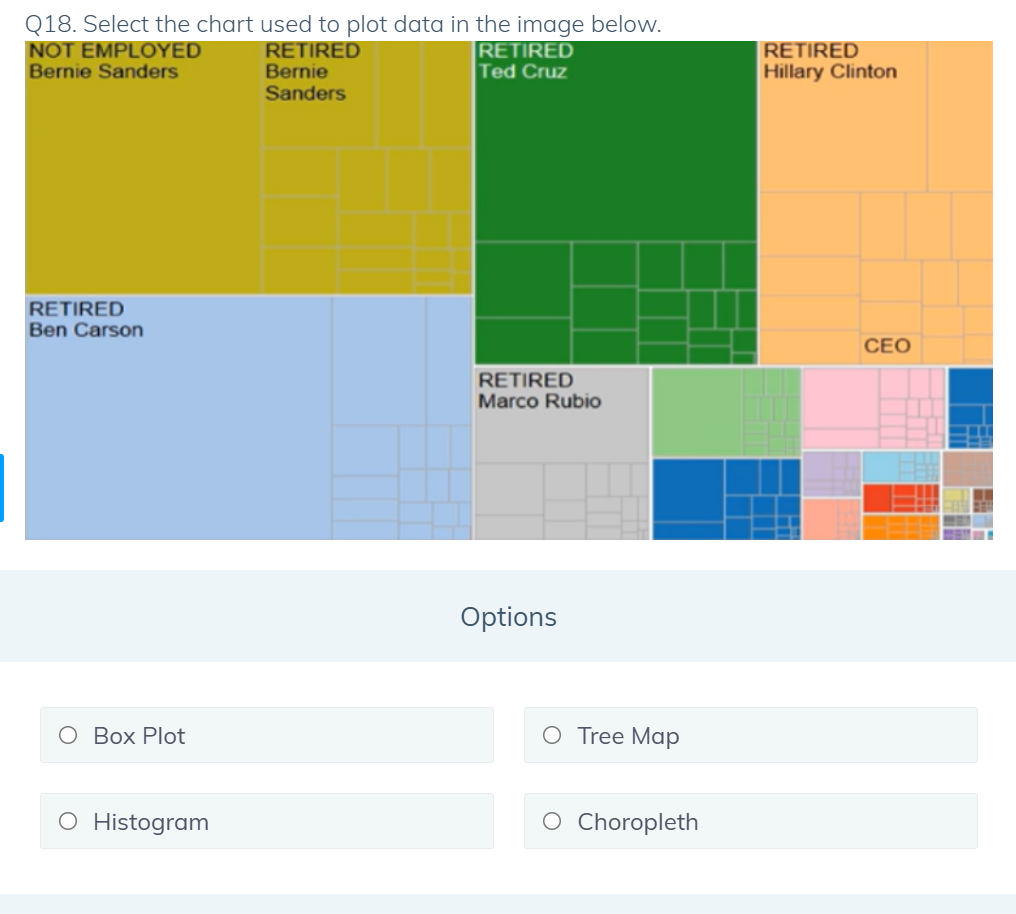 Q18. Select the chart used to plot data in the image below.
NOT EMPLOYED
Bernie Sanders
RETIRED
Bernie
Sanders
RETIRED
Ted Cruz
RETIRED
Hillary Clinton
CEO
RETIRED
Ben Carson
RETIRED
Marco Rubio
Options
Box Plot
Tree Map
Histogram
Choropleth